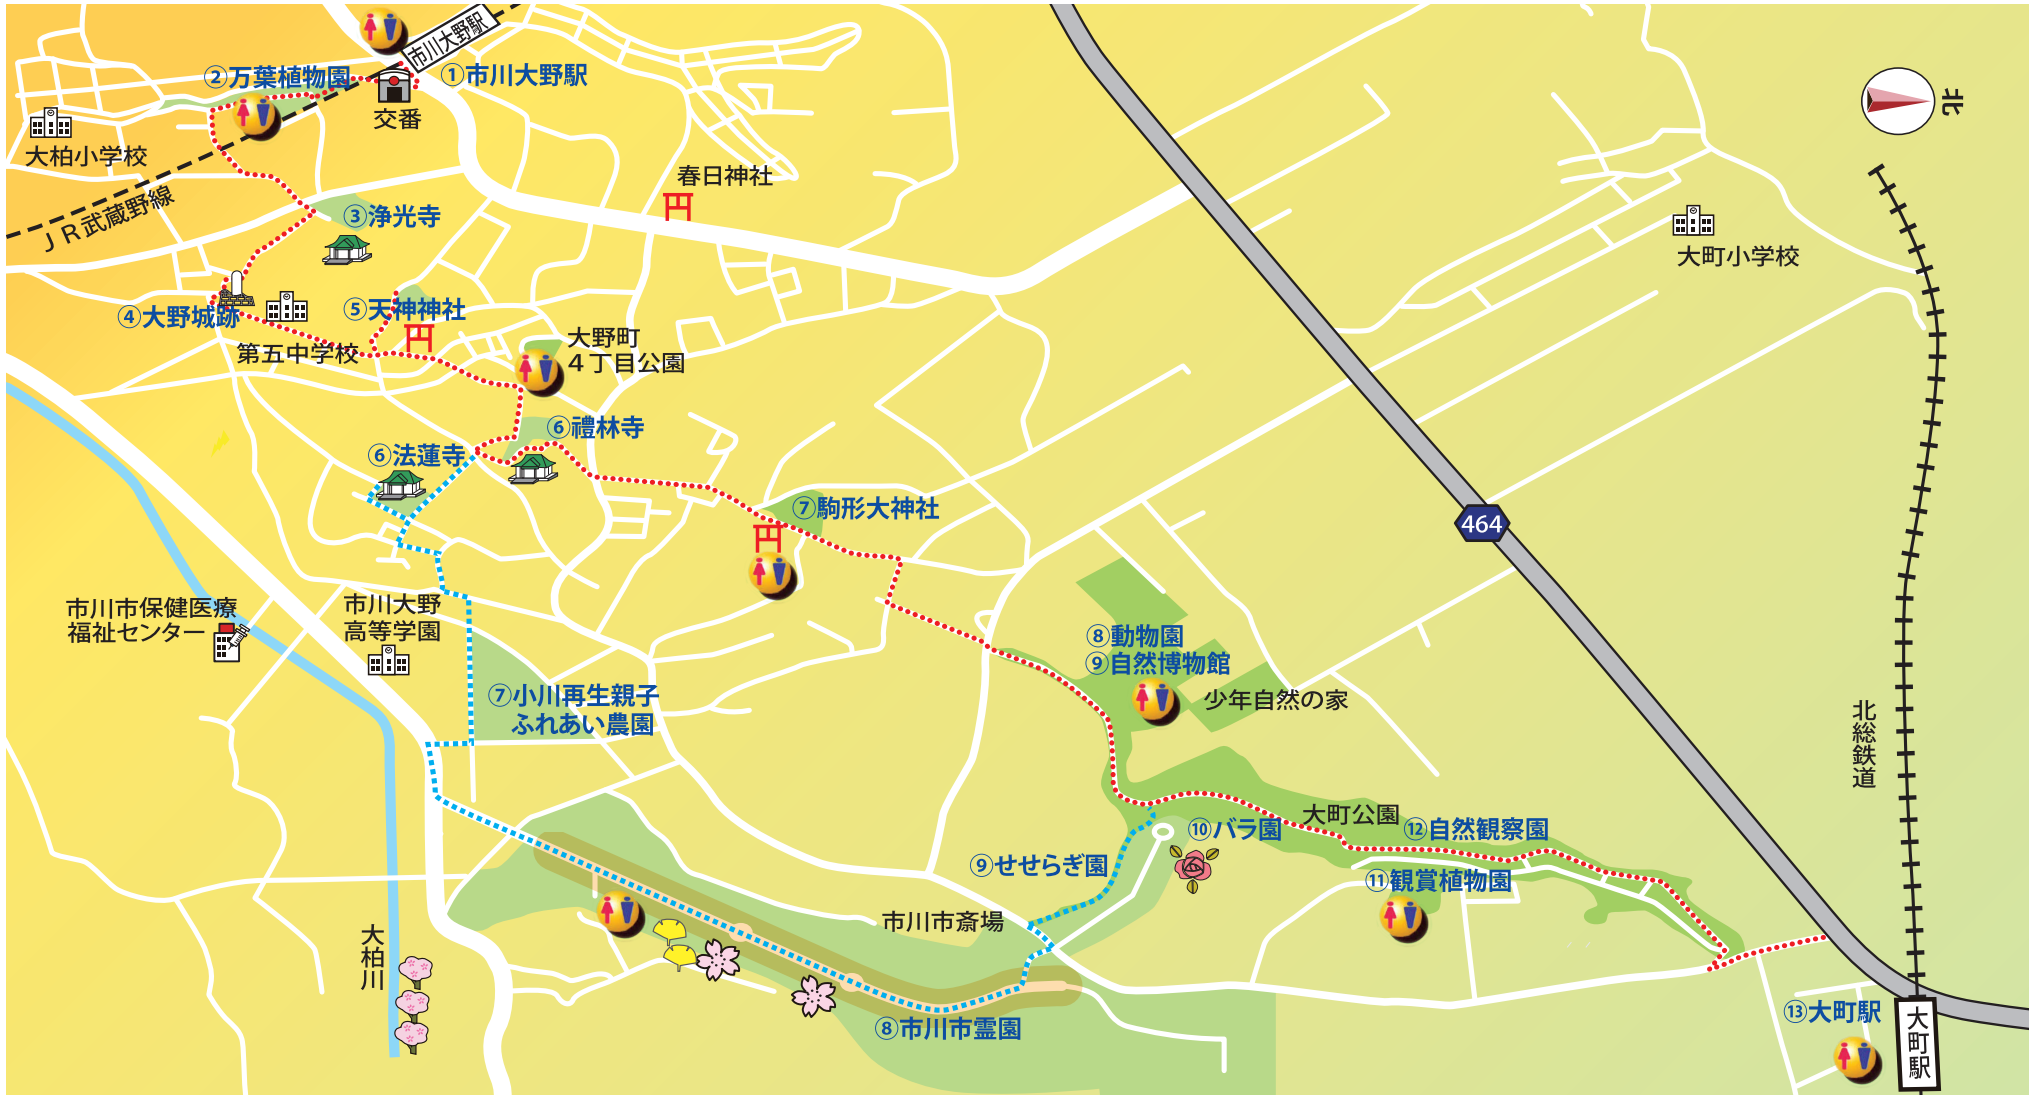 市川大野駅
①市川大野駅
②万葉植物園
交番
大柏小学校
JR武蔵野線
春日神社
③浄光寺
④大野城跡
第五中学校
⑤天神神社
大野町
4丁目公園
⑥禮林寺
⑥法蓮寺
⑦駒形大神社
北
大町小学校
464
市川市保健医療
福祉センター
市川大野
高等学園
⑦小川再生親子
ふれあい農園
⑧動物園
⑨自然博物館
少年自然の家
北総鉄道
大町公園
⑩バラ園
⑫自然観察園
⑪観賞植物園
⑨せせらぎ園
市川市斎場
大柏川
⑧市川市霊園
⑬大町駅
大町駅